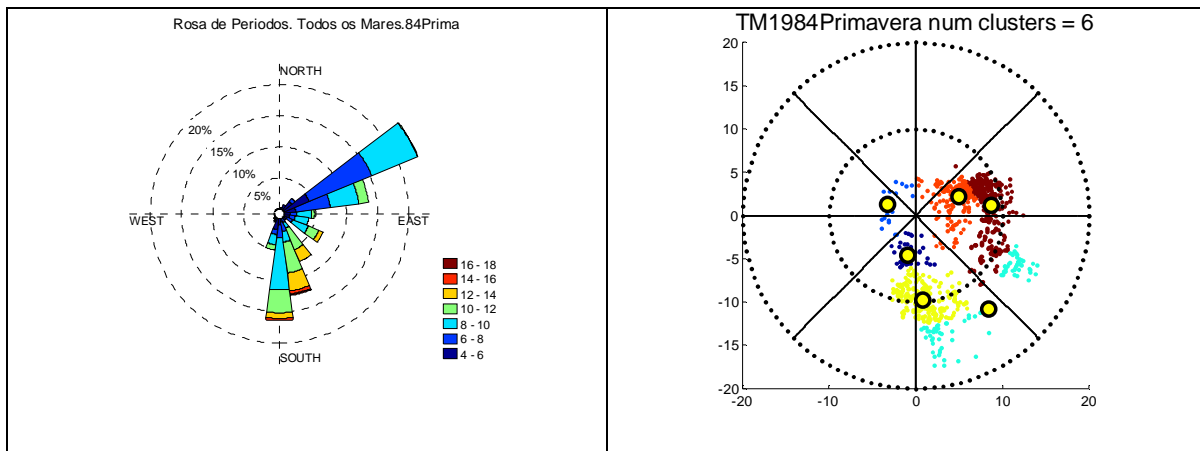 Rosa de Periodos. Todos os Mares.84Prima
NORTH
20%
15%
10%
5%
WEST
EAST
SOUTH
16 - 18
14 - 16
12 - 14
10 - 12
8 - 10
6 - 8
4 - 6
TM1984Primavera num clusters = 6
20
15
10
5
0
-5
-10
-15
-20
-20
-10
0
10
20